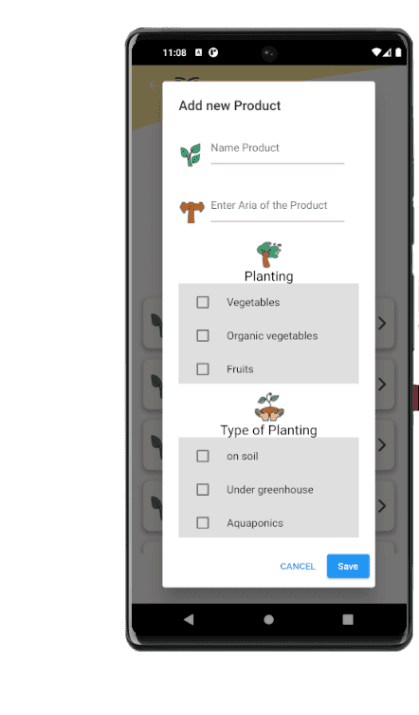 11:08
Add new Product
Name Product
Enter Aria of the Product
Planting
Vegetables
Organic vegetables
Fruits
Type of Planting
on soil
Under greenhouse
Aquaponics
CANCEL
Save